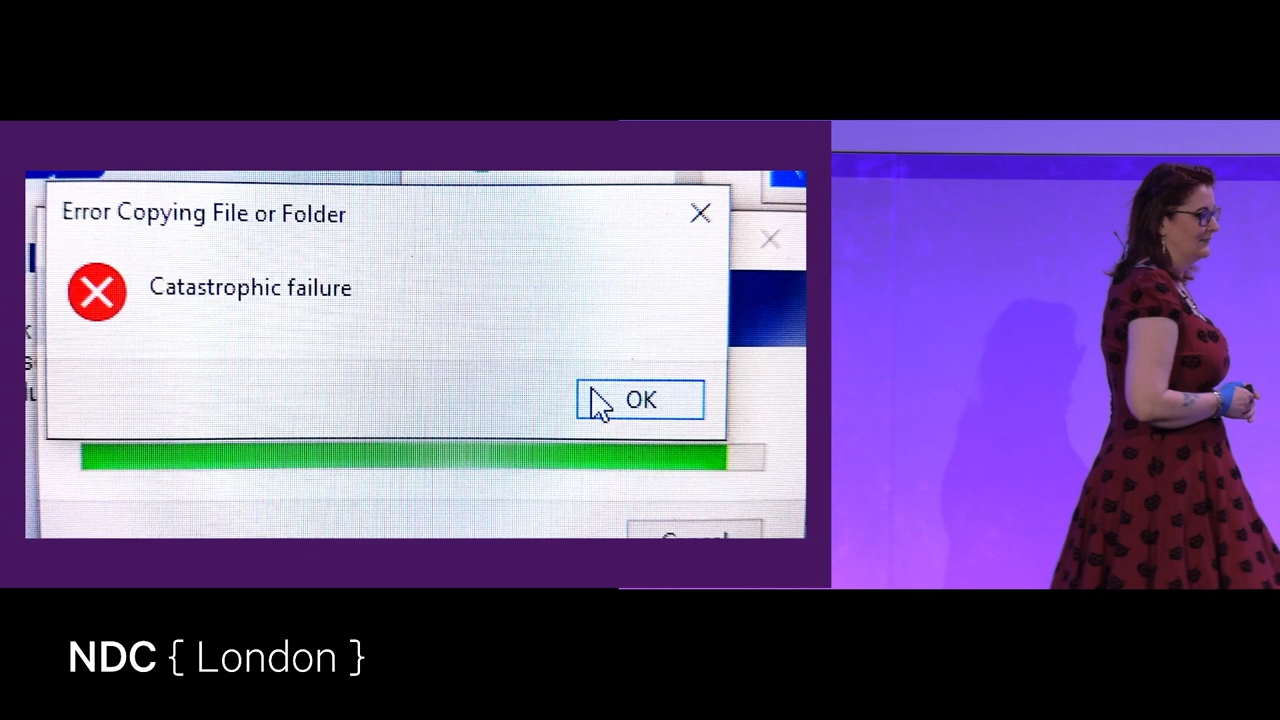 Error Copying File or Folder
Catastrophic failure
OK
NDC { London }